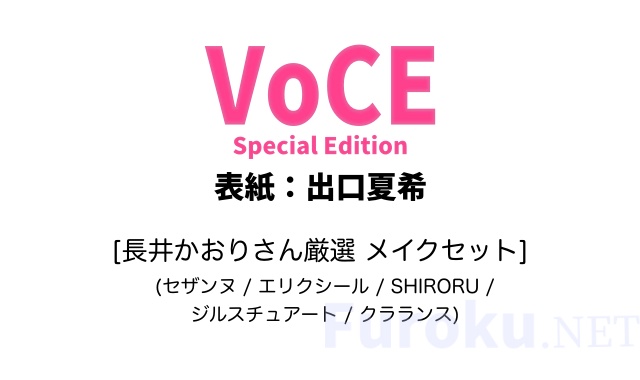 VoCE
Special Edition
表紙：出口夏希
[長井かおりさん厳選 メイクセット]
(セザンヌ / エリクシール / SHIRORU /
ジルスチュアート / クラランス)
Furoku.NET